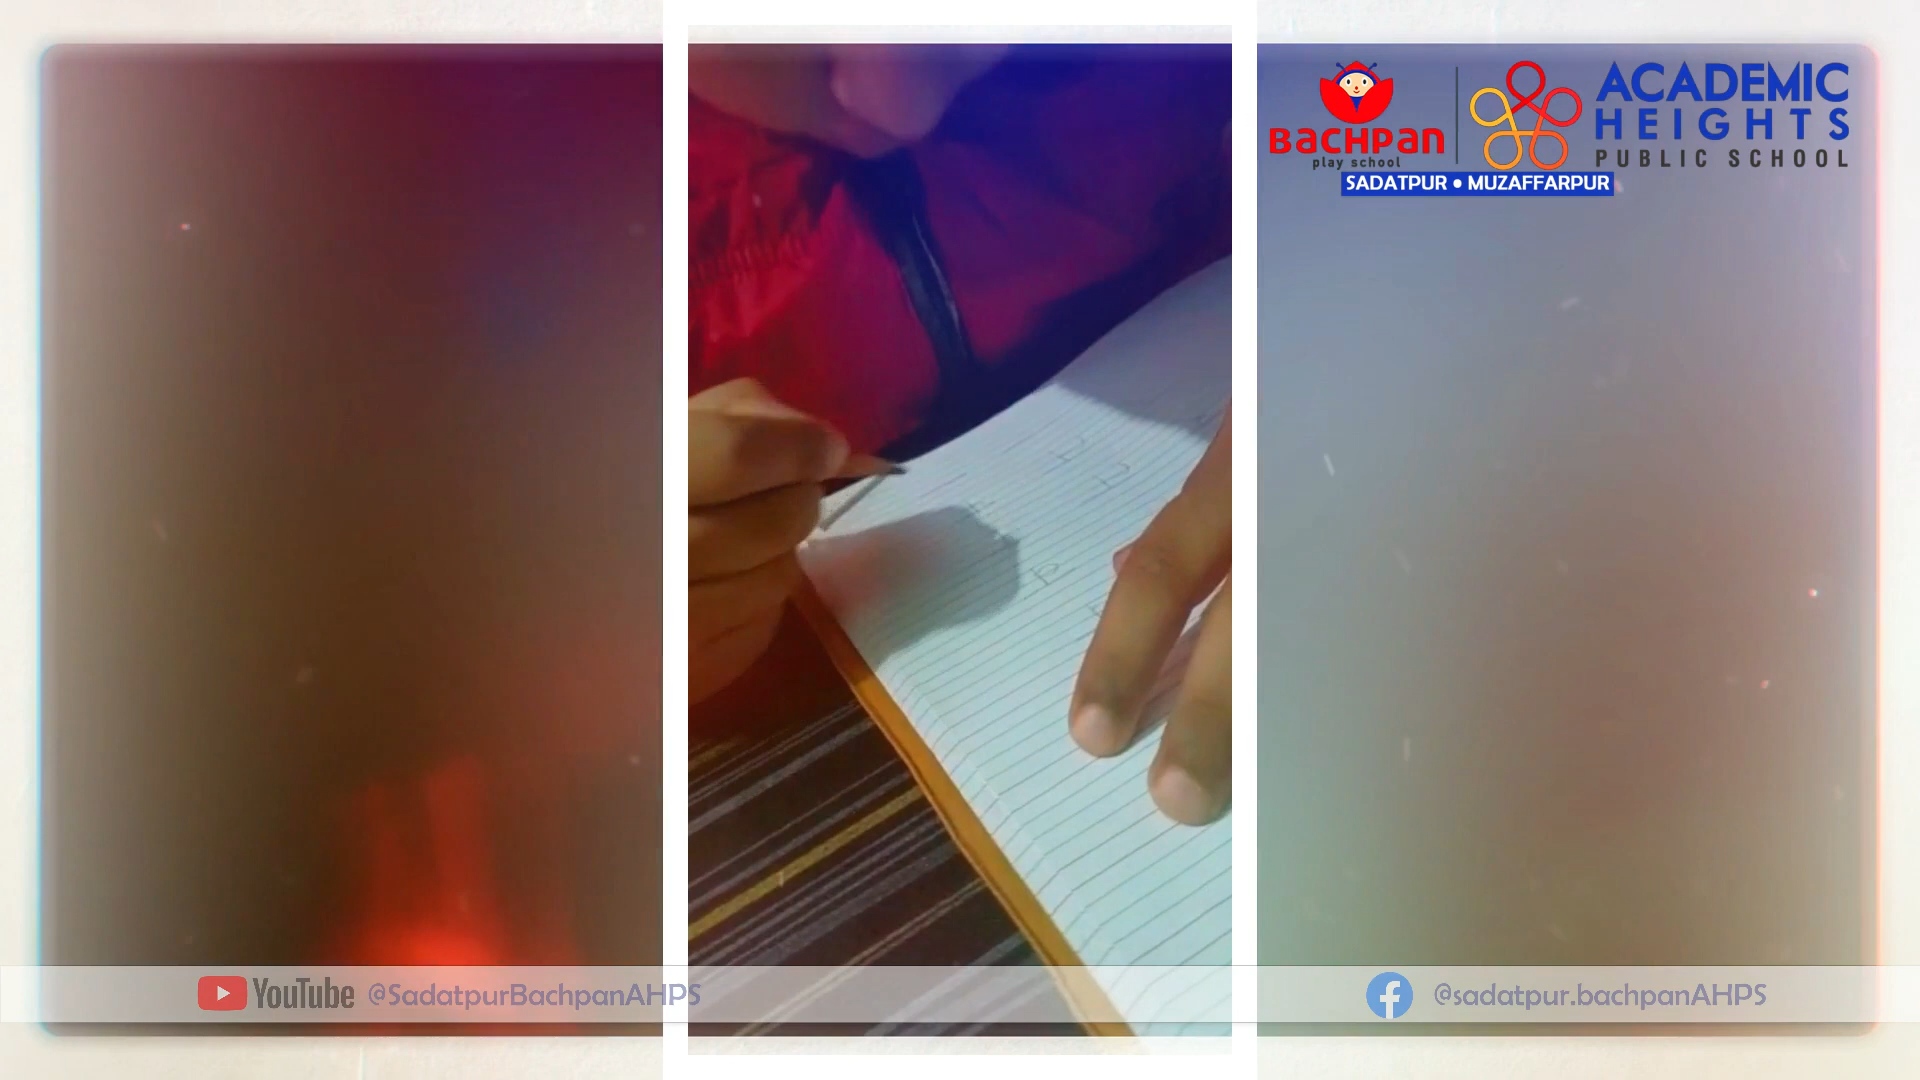 BACHPAN
play school
ACADEMIC
HEIGHTS
PUBLIC SCHOOL
SADATPUR • MUZAFFARPUR
YouTube @SadatpurBachpanAHPS
@sadatpur.bachpanAHPS